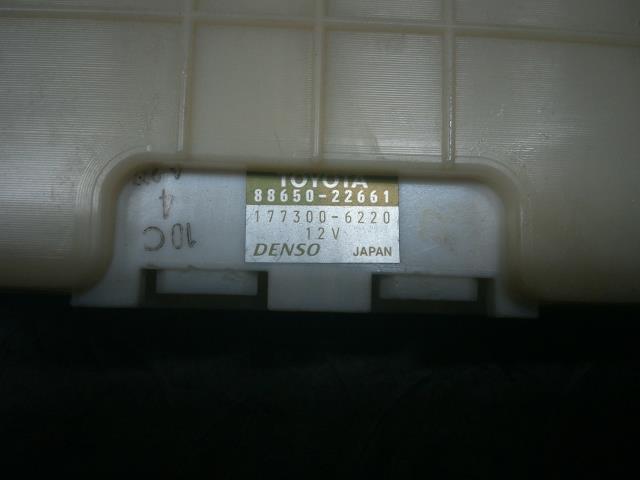 TOYOTA
88650-22661
177300-6220
12V
DENSO JAPAN
4
10C